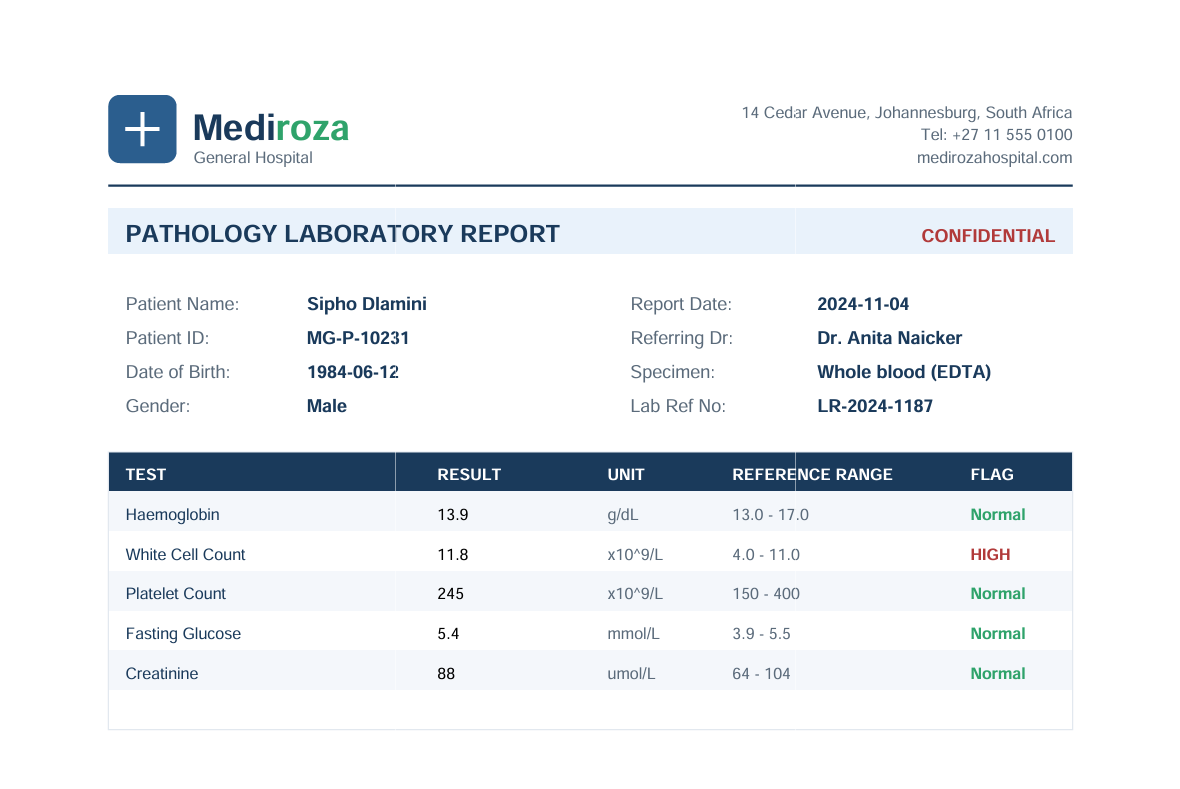 Mediroza
General Hospital
14 Cedar Avenue, Johannesburg, South Africa
Tel: +27 11 555 0100
medirozahospital.com
PATHOLOGY LABORATORY REPORT CONFIDENTIAL
Patient Name: Sipho Dlamini Report Date: 2024-11-04
Patient ID: MG-P-10231 Referring Dr: Dr. Anita Naicker
Date of Birth: 1984-06-12 Specimen: Whole blood (EDTA)
Gender: Male Lab Ref No: LR-2024-1187
TEST RESULT UNIT REFERENCE RANGE FLAG
Haemoglobin 13.9 g/dL 13.0 - 17.0 Normal
White Cell Count 11.8 x10^9/L 4.0 - 11.0 HIGH
Platelet Count 245 x10^9/L 150 - 400 Normal
Fasting Glucose 5.4 mmol/L 3.9 - 5.5 Normal
Creatinine 88 umol/L 64 - 104 Normal